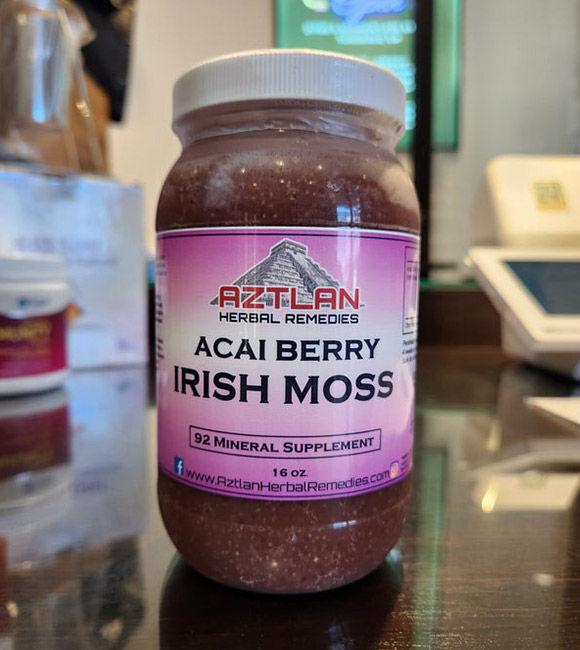 AZTLAN
HERBAL REMEDIES
ACAI BERRY
IRISH MOSS
92 MINERAL SUPPLEMENT
16 oz.
www.AztlanHerbalRemedies.com